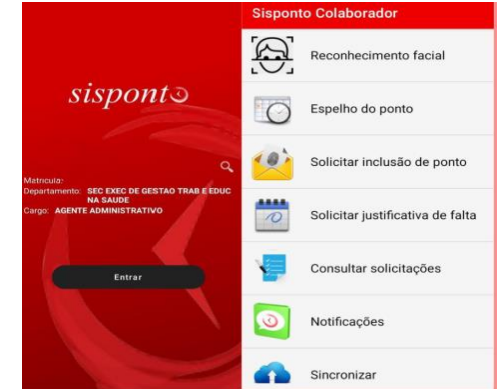 sisponto
Matricula:
Departamento: SEC EXEC DE GESTAO TRAB E EDUC
NA SAUDE
Cargo: AGENTE ADMINISTRATIVO
Entrar
Sisponto Colaborador
Reconhecimento facial
Espelho do ponto
Solicitar inclusão de ponto
Solicitar justificativa de falta
Consultar solicitações
Notificações
Sincronizar